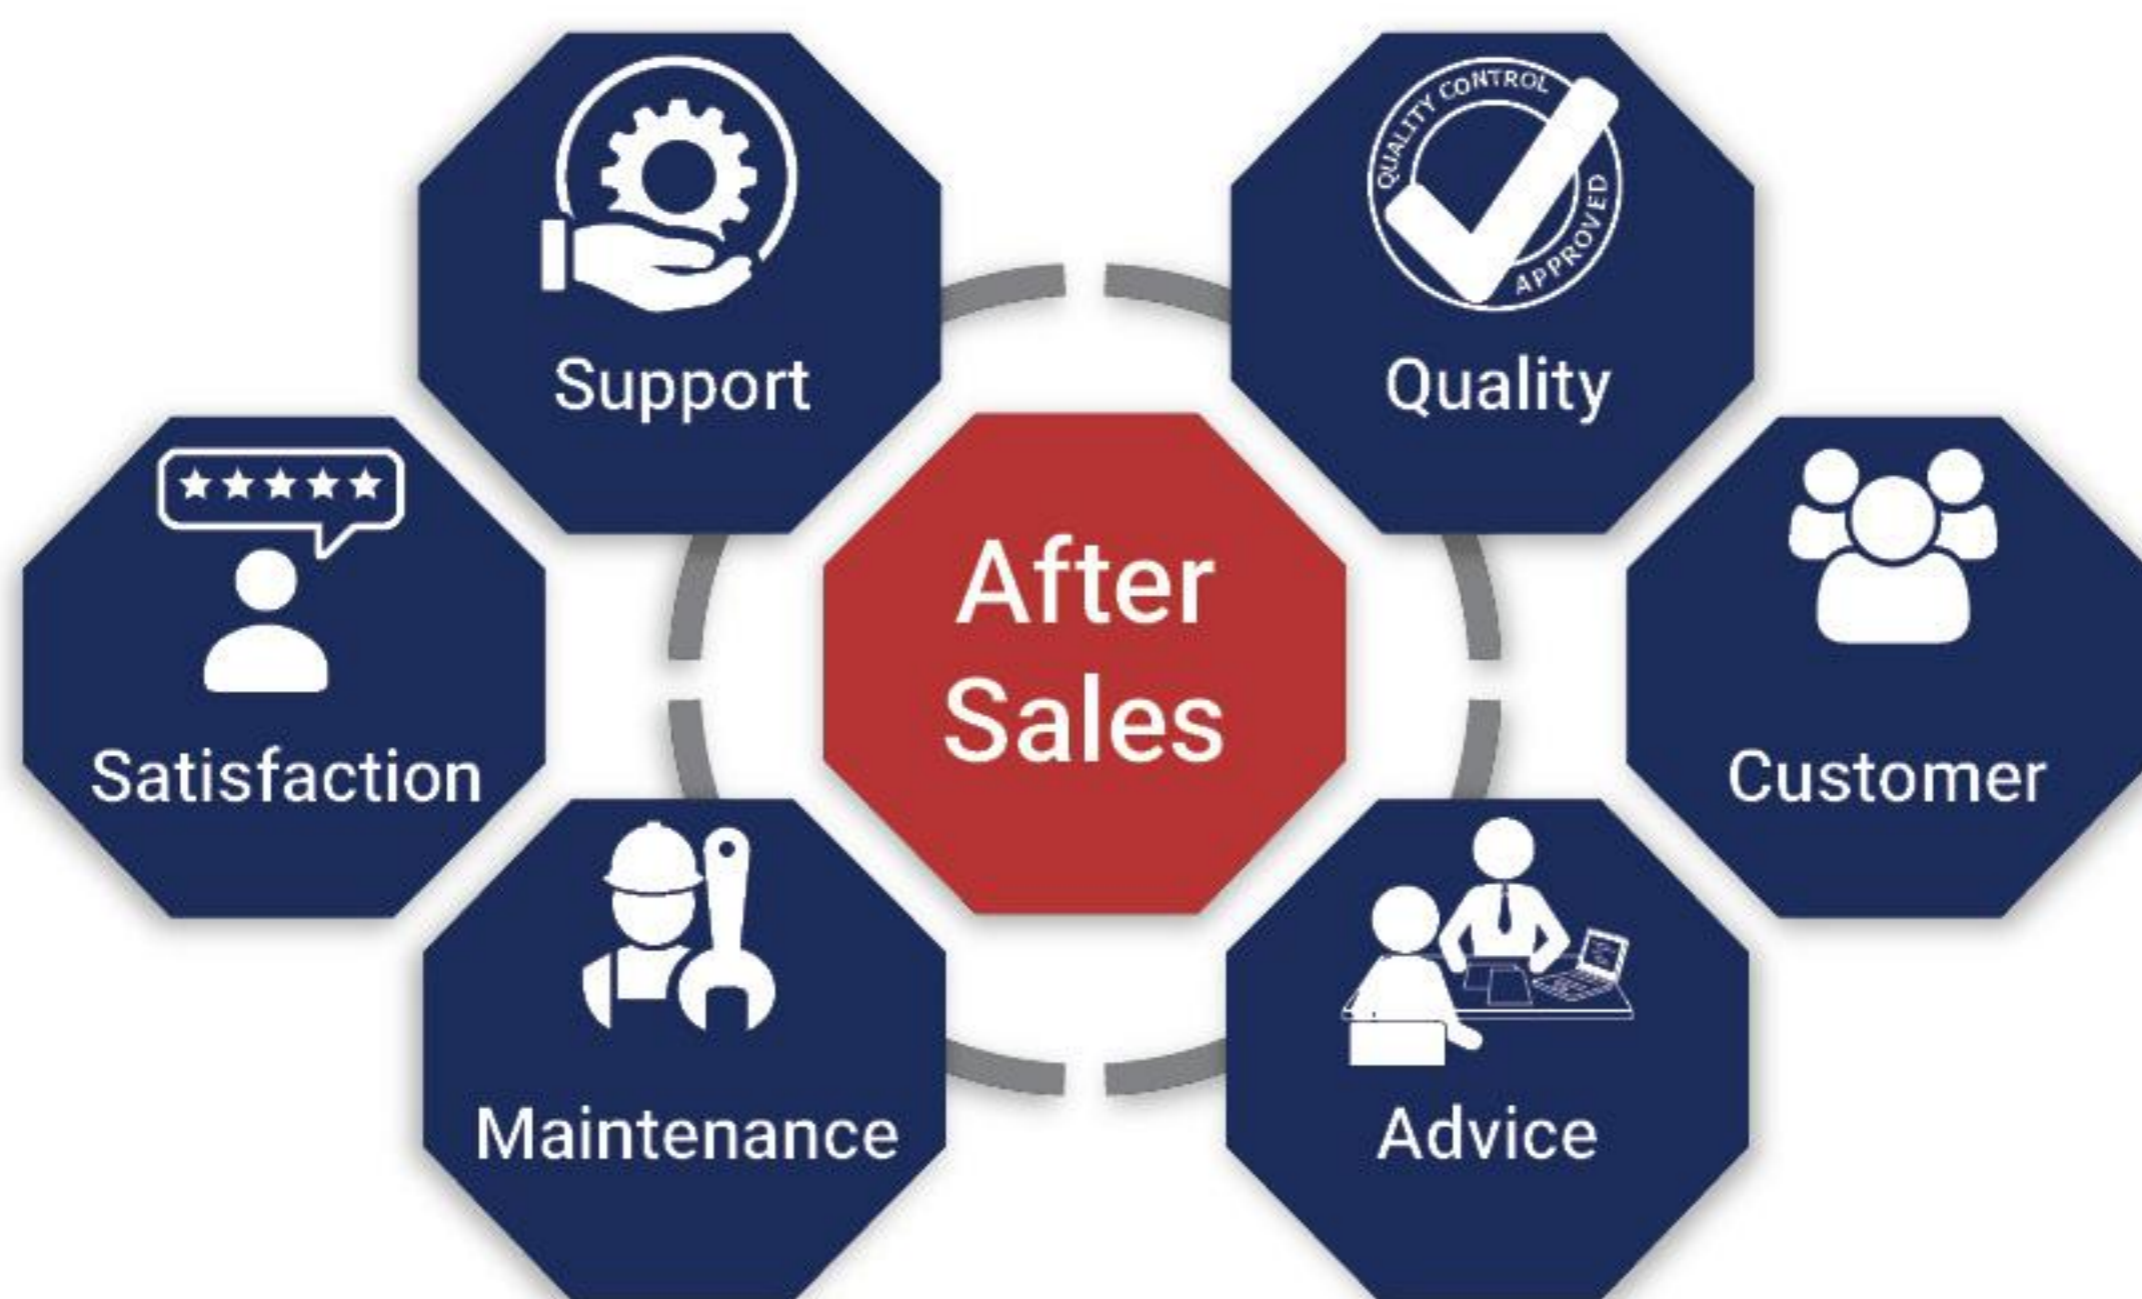 QUALITY CONTROL
APPROVED
Support
Quality
After
Sales
Satisfaction
Customer
Maintenance
Advice